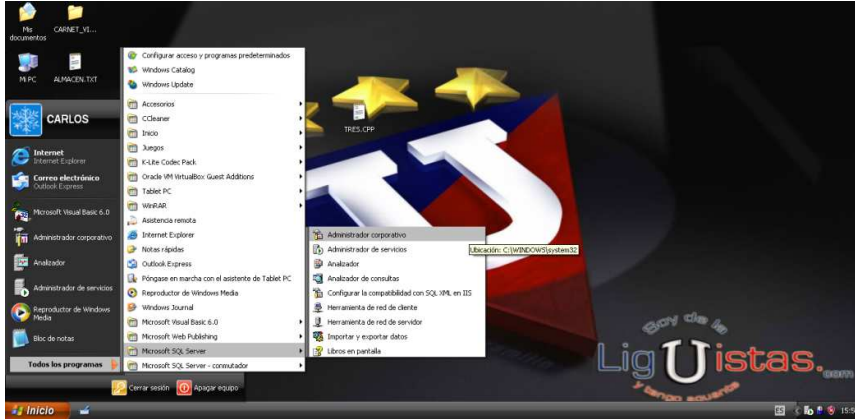 Mis
documentos
CARNET_VI...
Mi PC
ALMACEN.TXT
TRES.CPP
CARLOS
Internet
Internet Explorer
Correo electrónico
Outlook Express
Microsoft Visual Basic 6.0
Administrador corporativo
Analizador
Administrador de servicios
Reproductor de Windows
Media
Bloc de notas
Todos los programas
Configurar acceso y programas predeterminados
Windows Catalog
Windows Update
Accesorios
CCleaner
Inicio
Juegos
K-Lite Codec Pack
Oracle VM VirtualBox Guest Additions
Tablet PC
WinRAR
Asistencia remota
Internet Explorer
Notas rápidas
Outlook Express
Póngase en marcha con el asistente de Tablet PC
Reproductor de Windows Media
Windows Journal
Microsoft Visual Basic 6.0
Microsoft Web Publishing
Microsoft SQL Server
Microsoft SQL Server - conmutador
Administrador corporativo
Administrador de servicios
Analizador
Analizador de consultas
Configurar la compatibilidad con SQL XML en IIS
Herramienta de red de cliente
Herramienta de red de servidor
Importar y exportar datos
Libros en pantalla
Ubicación: C:\WINDOWS\system32
Soy de la
LigUistas.com
y tengo aguante
Cerrar sesión
Apagar equipo
Inicio
ES